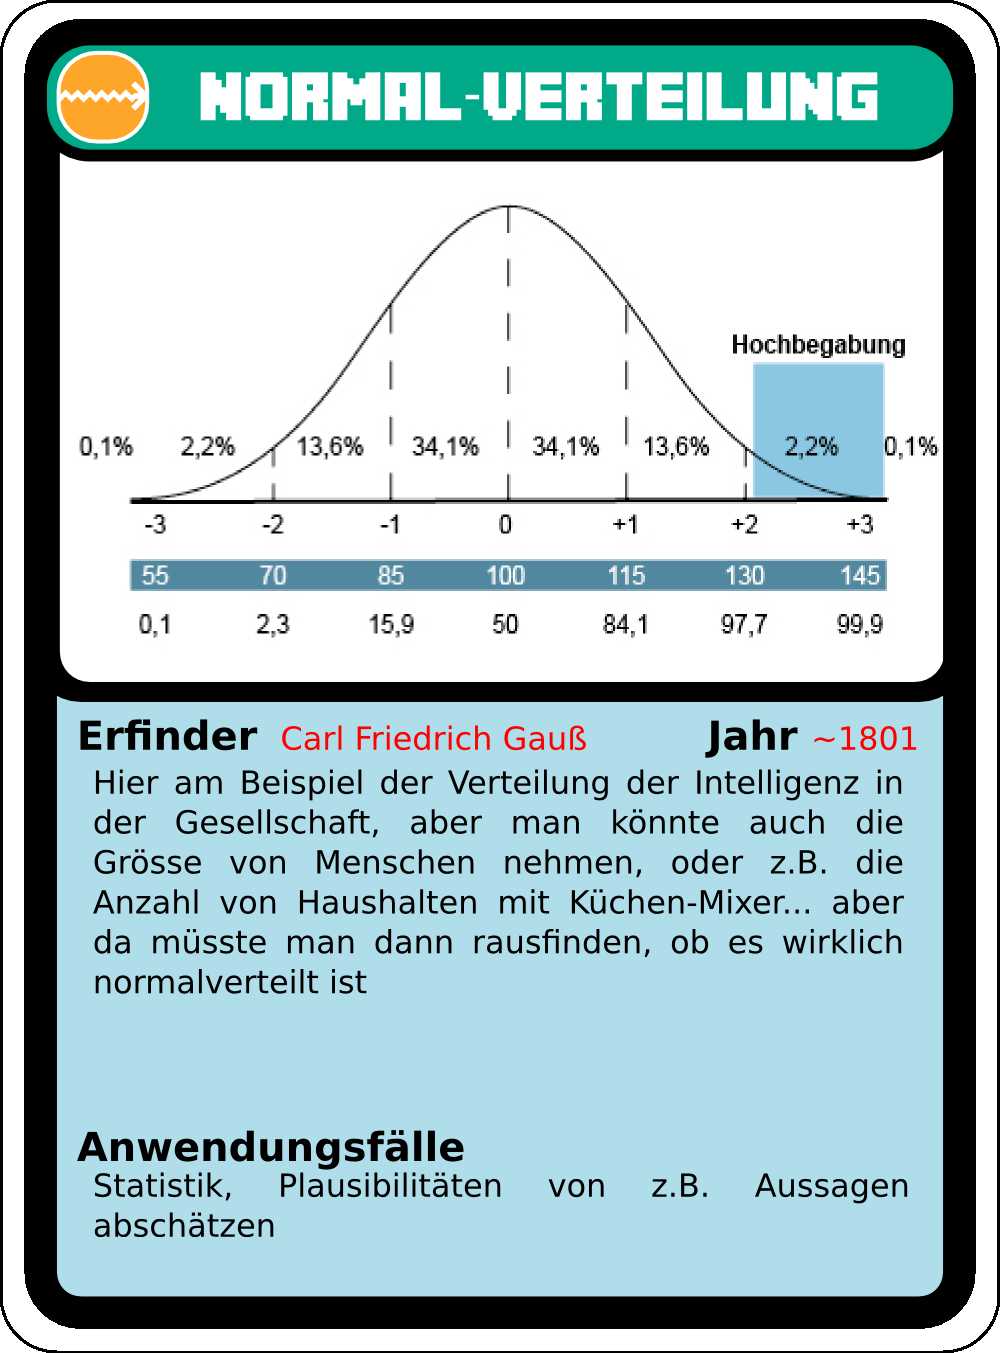 NORMAL-VERTEILUNG
Hochbegabung
0,1% 2,2% 13,6% 34,1% 34,1% 13,6% 2,2% 0,1%
-3 -2 -1 0 +1 +2 +3
55 70 85 100 115 130 145
0,1 2,3 15,9 50 84,1 97,7 99,9
Erfinder Carl Friedrich Gauß Jahr ~1801
Hier am Beispiel der Verteilung der Intelligenz in
der Gesellschaft, aber man könnte auch die
Grösse von Menschen nehmen, oder z.B. die
Anzahl von Haushalten mit Küchen-Mixer... aber
da müsste man dann rausfinden, ob es wirklich
normalverteilt ist
Anwendungsfälle
Statistik, Plausibilitäten von z.B. Aussagen
abschätzen